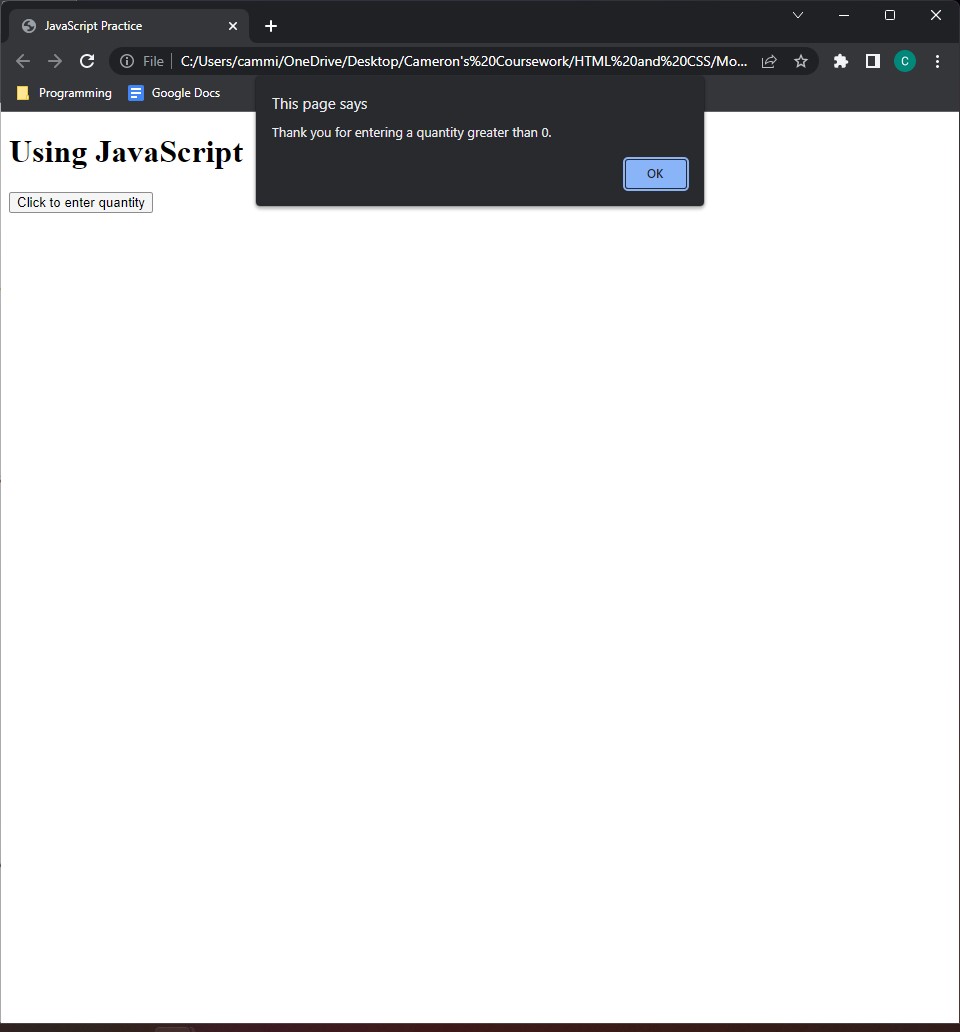 JavaScript Practice
File
C:/Users/cammi/OneDrive/Desktop/Cameron's%20Coursework/HTML%20and%20CSS/Mo...
C
Programming
Google Docs
This page says
Thank you for entering a quantity greater than 0.
OK
Using JavaScript
Click to enter quantity